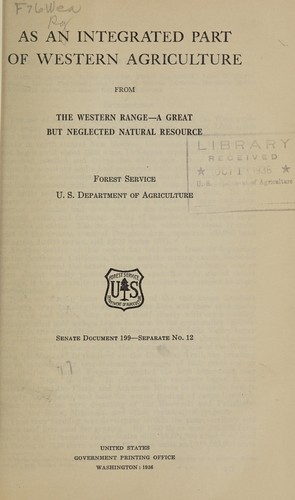 F76Wea
AS AN INTEGRATED PART
OF WESTERN AGRICULTURE
FROM
THE WESTERN RANGE—A GREAT
BUT NEGLECTED NATURAL RESOURCE
LIBRARY
RECEIVED
U. S. Department of Agriculture
FOREST SERVICE
U. S. DEPARTMENT OF AGRICULTURE
FOREST SERVICE
U S
DEPARTMENT OF AGRICULTURE
SENATE DOCUMENT 199—SEPARATE No. 12
UNITED STATES
GOVERNMENT PRINTING OFFICE
WASHINGTON : 1936